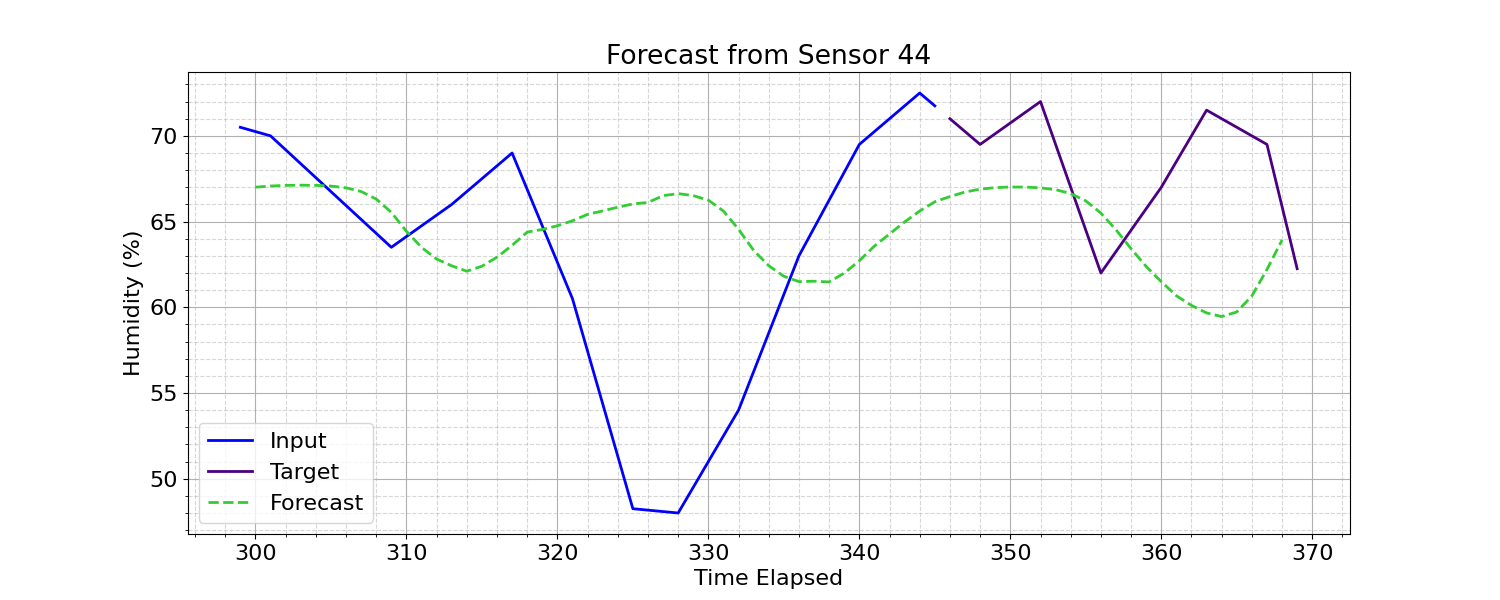 Forecast from Sensor 44
Humidity (%)
70
65
60
55
50
Input
Target
Forecast
300 310 320 330 340 350 360 370
Time Elapsed